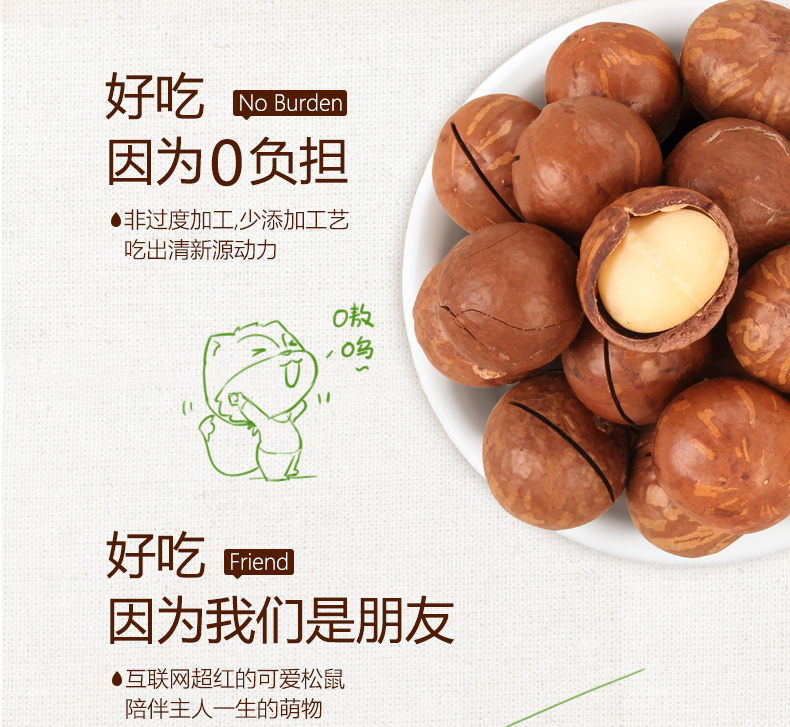 好吃 No Burden
因为0负担
非过度加工,少添加工艺
吃出清新源动力
0嗷
0呜~
好吃 Friend
因为我们是朋友
互联网超红的可爱松鼠
陪伴主人一生的萌物